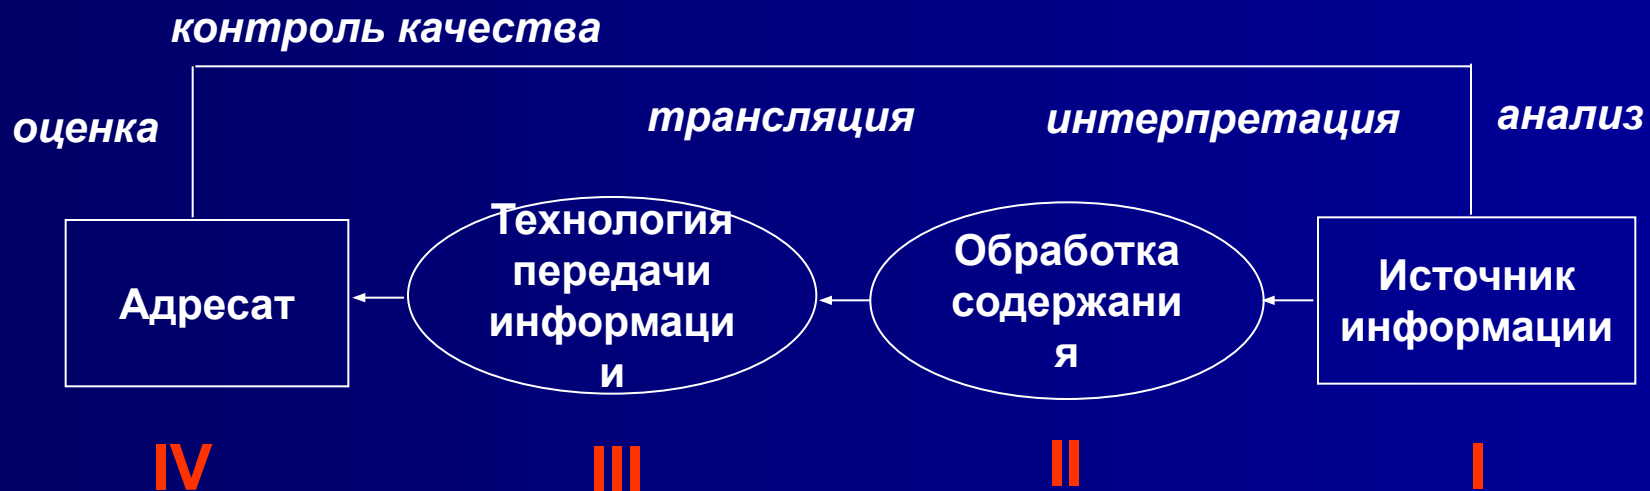 контроль качества
оценка
трансляция
интерпретация
анализ
Адресат
Технология
передачи
информаци
и
Обработка
содержани
я
Источник
информации
IV
III
II
I